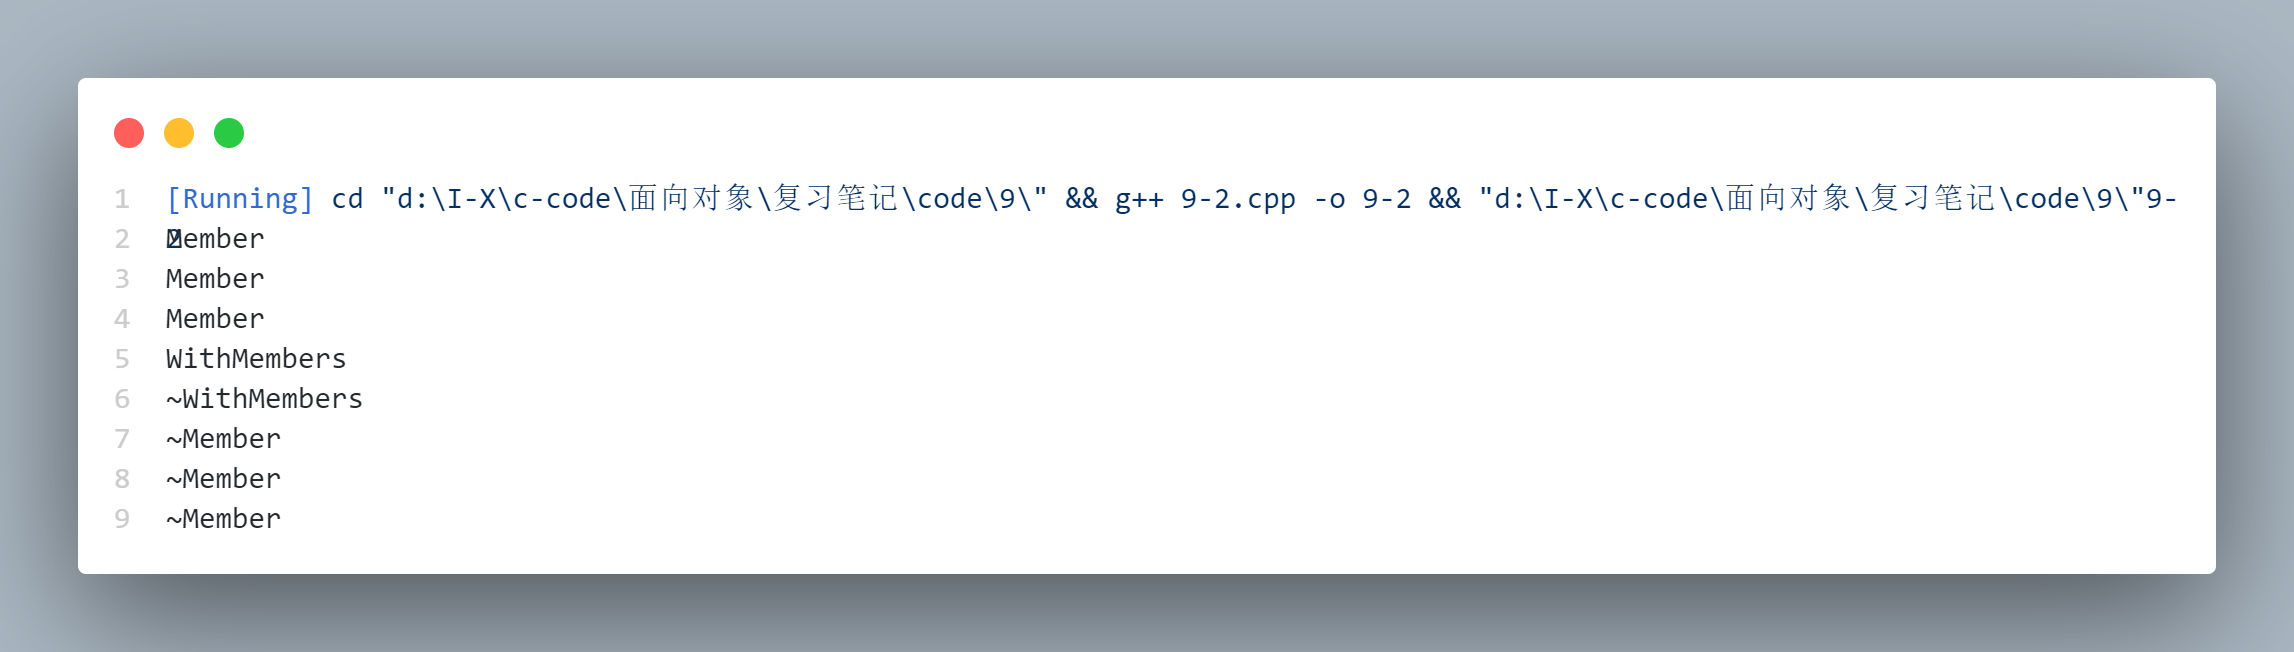 1 [Running] cd "d:\I-X\c-code\面向对象\复习笔记\code\9\" && g++ 9-2.cpp -o 9-2 && "d:\I-X\c-code\面向对象\复习笔记\code\9\"9-2
2 Member
3 Member
4 Member
5 WithMembers
6 ~WithMembers
7 ~Member
8 ~Member
9 ~Member